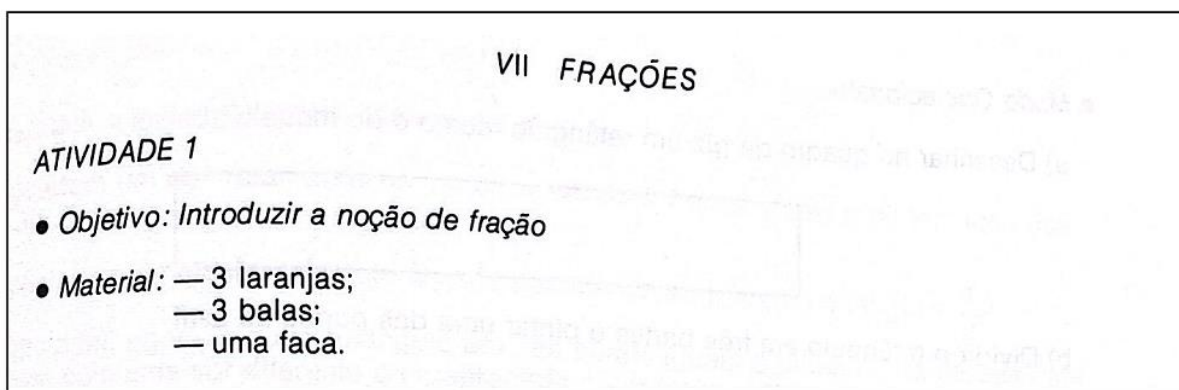 VII FRAÇÕES
ATIVIDADE 1
● Objetivo: Introduzir a noção de fração
● Material: — 3 laranjas;
— 3 balas;
— uma faca.